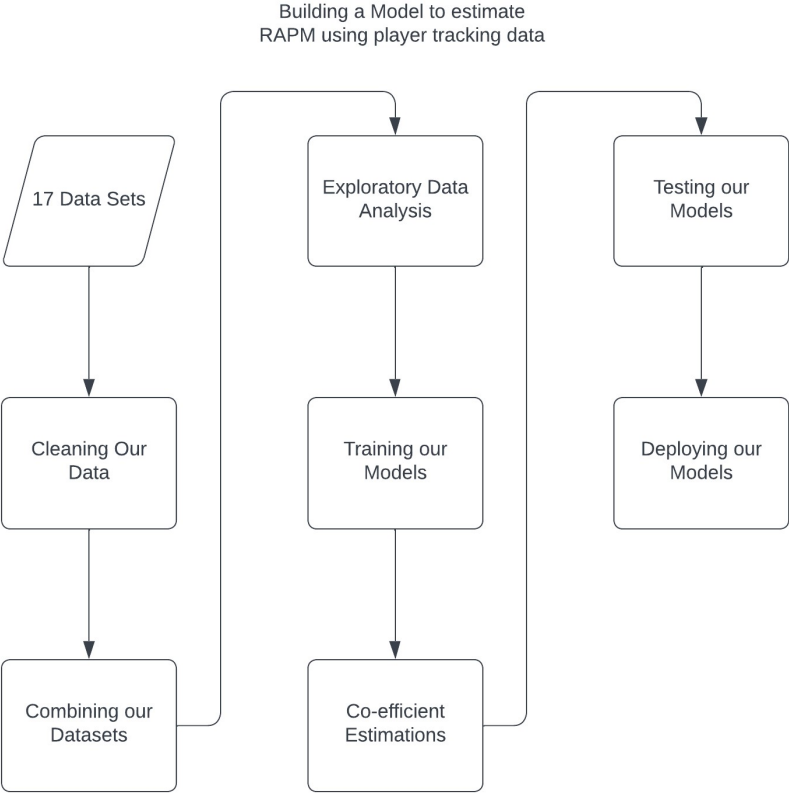 Building a Model to estimate
RAPM using player tracking data
17 Data Sets
Cleaning Our
Data
Combining our
Datasets
Exploratory Data
Analysis
Training our
Models
Co-efficient
Estimations
Testing our
Models
Deploying our
Models